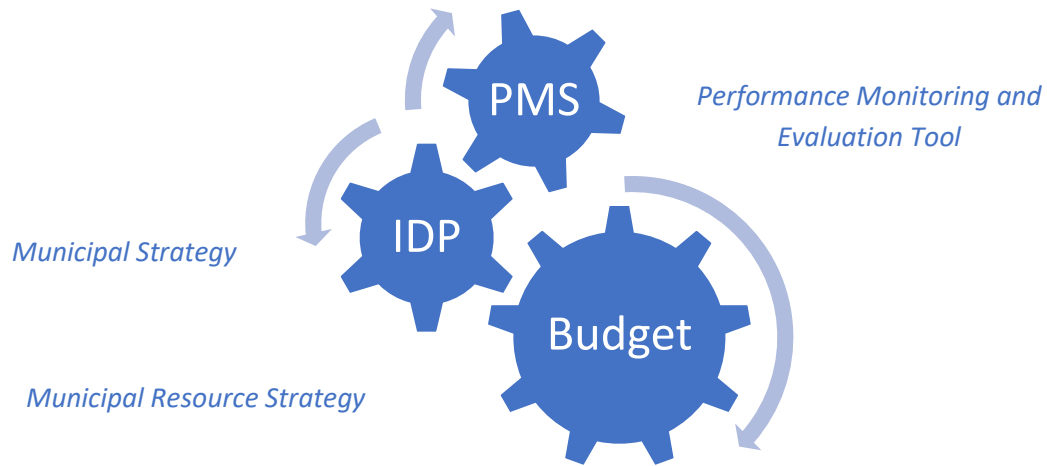 PMS
Performance Monitoring and
Evaluation Tool
IDP
Municipal Strategy
Budget
Municipal Resource Strategy